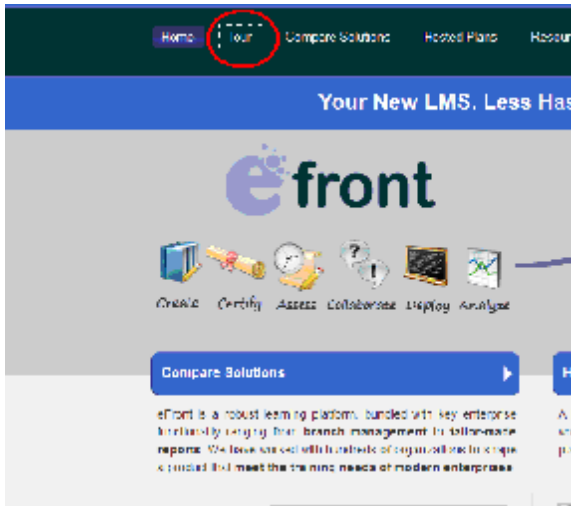 Home Tour Compare Solutions Hosted Plans Resour
Your New LMS. Less Has
efront
Create Certify Assess Collaborate Deploy Analyze
Compare Solutions
H
eFront is a robust learning platform, bundled with key enterprise
A
functionality ranging from branch management to tailor-made
reports. We have worked with hundreds of organizations to shape
a product that meet the training needs of modern enterprises